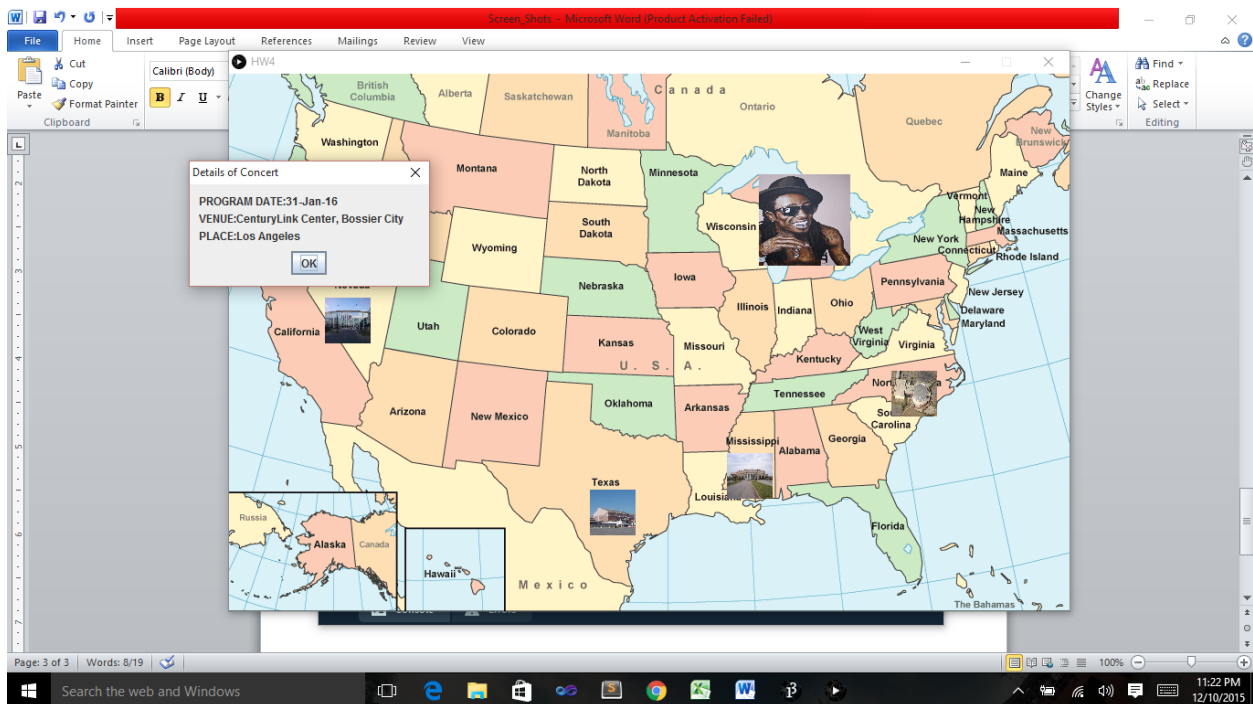 Screen_Shots - Microsoft Word (Product Activation Failed)
File Home Insert Page Layout References Mailings Review View
Cut
Copy
Format Painter
Paste
Clipboard
Calibri (Body)
B I U
Change Styles
Find
Replace
Select
Editing
HW4
British Columbia
Alberta
Saskatchewan
Manitoba
Canada
Ontario
Quebec
New Brunswick
Washington
Montana
North Dakota
Minnesota
Maine
Details of Concert
PROGRAM DATE:31-Jan-16
VENUE:CenturyLink Center, Bossier City
PLACE:Los Angeles
OK
South Dakota
Wisconsin
Wyoming
Vermont
New Hampshire
Massachusetts
New York
Connecticut
Rhode Island
Iowa
Nebraska
Pennsylvania
New Jersey
Illinois
Indiana
Ohio
Delaware
Maryland
California
Utah
Colorado
Kansas
Missouri
West Virginia
Virginia
Kentucky
U. S. A.
Tennessee
Oklahoma
Arkansas
Arizona
New Mexico
Carolina
Mississippi
Alabama
Georgia
Texas
Florida
Russia
Alaska
Canada
Hawaii
Mexico
The Bahamas
Page: 3 of 3 Words: 8/19
100%
Search the web and Windows
11:22 PM
12/10/2015